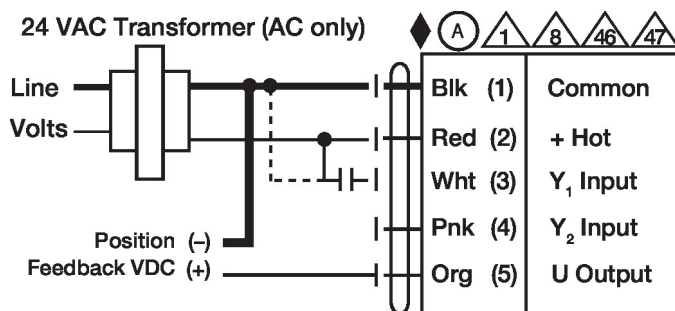 24 VAC Transformer (AC only)
A 1 8 46 47
Line
Volts
Blk (1) Common
Red (2) + Hot
Wht (3) Y1 Input
Pnk (4) Y2 Input
Org (5) U Output
Position (–)
Feedback VDC (+)